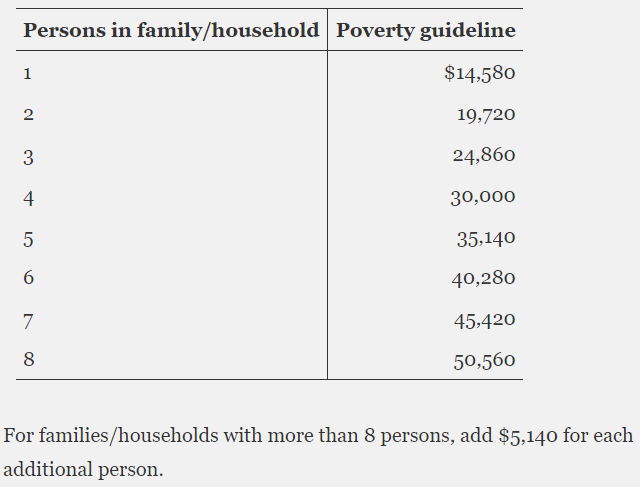 Persons in family/household Poverty guideline
1 $14,580
2 19,720
3 24,860
4 30,000
5 35,140
6 40,280
7 45,420
8 50,560
For families/households with more than 8 persons, add $5,140 for each
additional person.